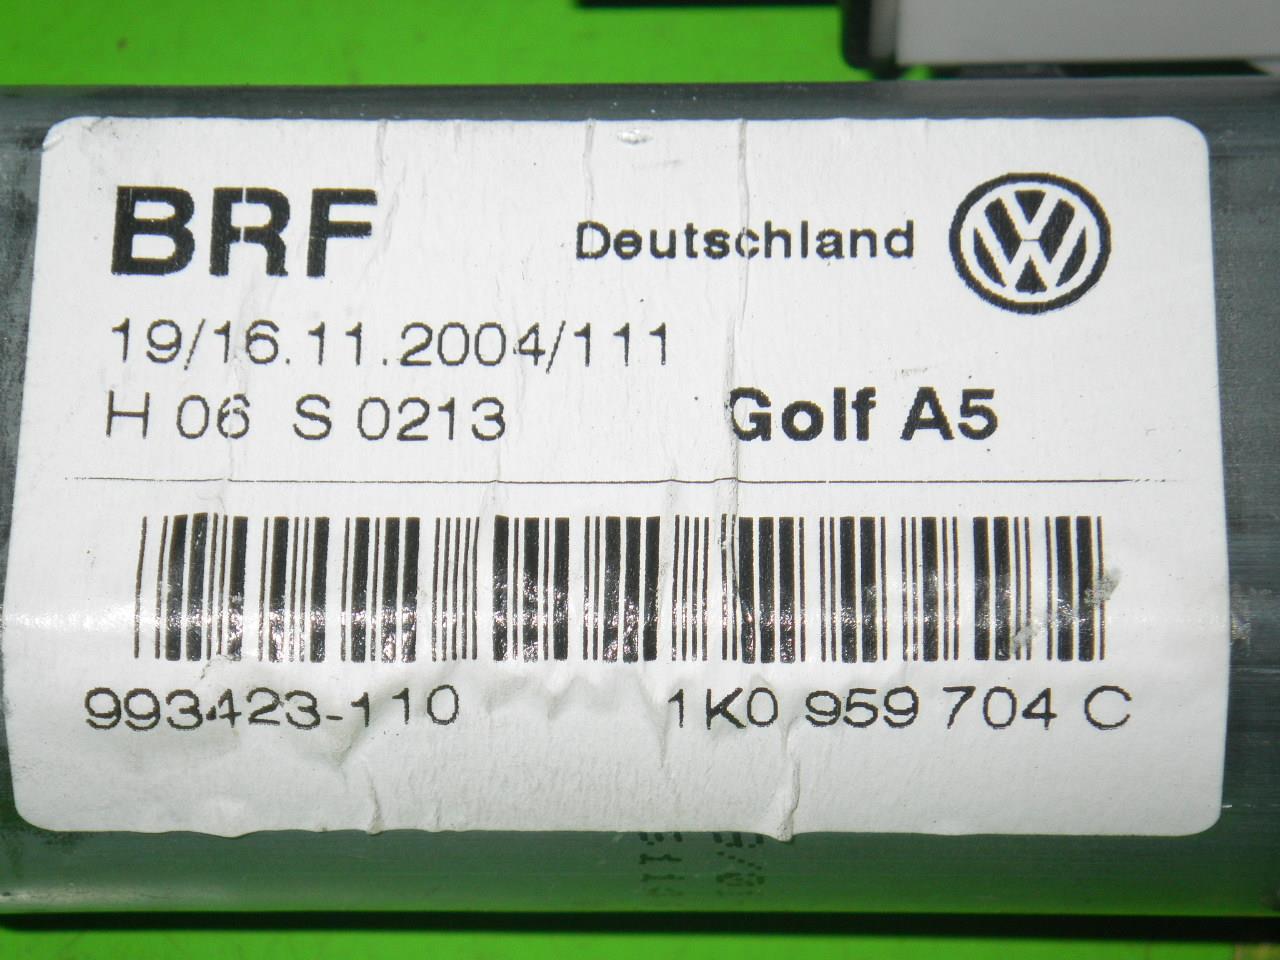 BRF Deutschland
19/16.11.2004/111
H 06 S 0213 Golf A5
993423-110 1K0 959 704 C